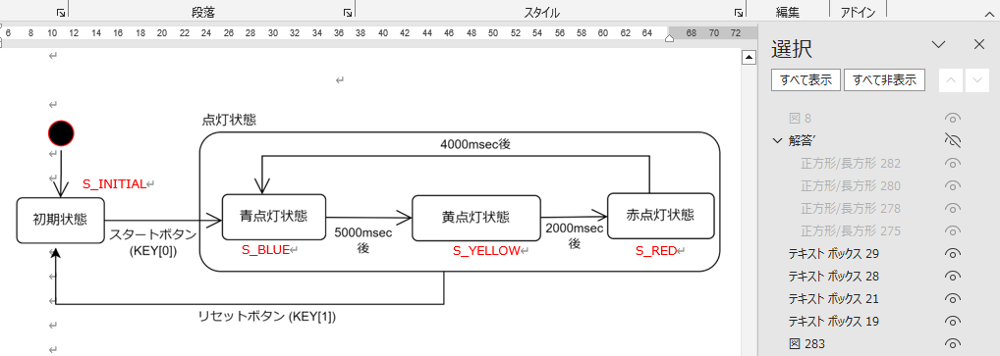 段落
スタイル
編集
アドイン
6 8 10 12 14 16 18 20 22 24 26 28 30 32 34 36 38 40 42 44 46 48 50 52 54 56 58 60 62 64 68 70 72
点灯状態
4000msec後
S_INITIAL
初期状態
青点灯状態
黄点灯状態
赤点灯状態
スタートボタン
(KEY[0])
5000msec
後
2000msec
後
S_BLUE
S_YELLOW
S_RED
リセットボタン (KEY[1])
選択
すべて表示
すべて非表示
図 8
解答’
正方形/長方形 282
正方形/長方形 280
正方形/長方形 278
正方形/長方形 275
テキスト ボックス 29
テキスト ボックス 28
テキスト ボックス 21
テキスト ボックス 19
図 283